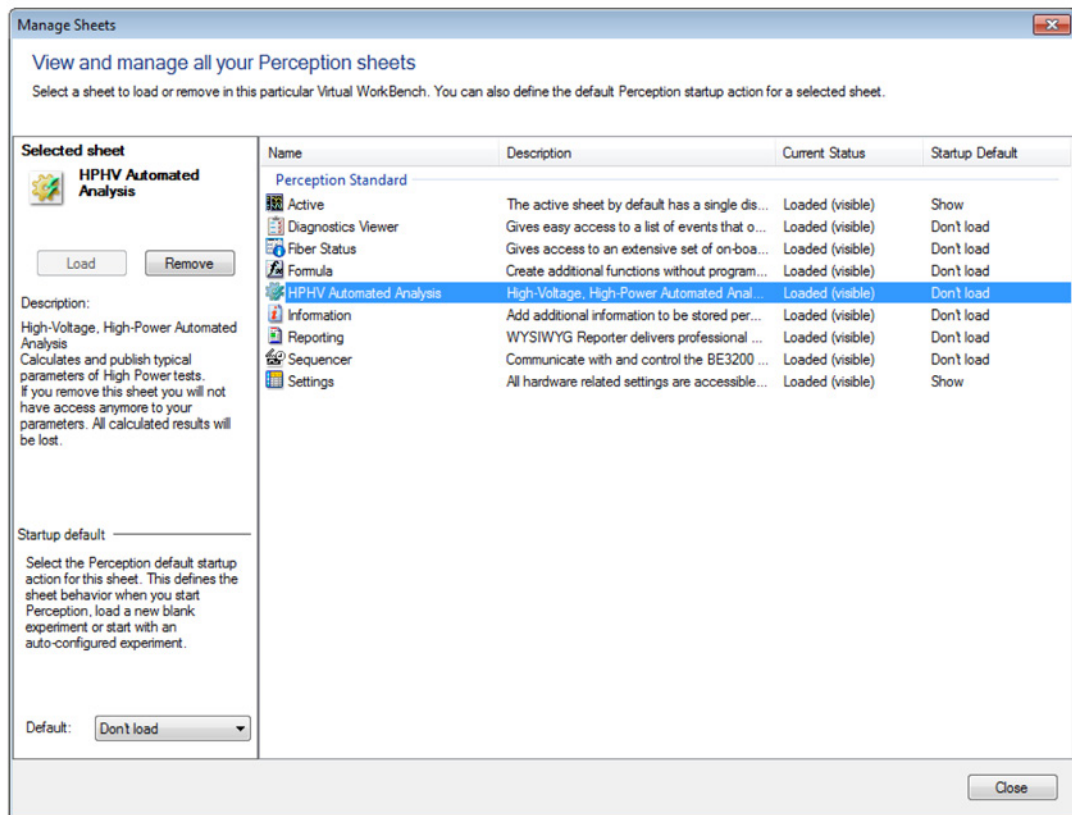 Manage Sheets
View and manage all your Perception sheets
Select a sheet to load or remove in this particular Virtual WorkBench. You can also define the default Perception startup action for a selected sheet.
Selected sheet
HPHV Automated
Analysis
Load Remove
Description:
High-Voltage, High-Power Automated
Analysis
Calculates and publish typical
parameters of High Power tests.
If you remove this sheet you will not
have access anymore to your
parameters. All calculated results will
be lost.
Startup default
Select the Perception default startup
action for this sheet. This defines the
sheet behavior when you start
Perception, load a new blank
experiment or start with an
auto-configured experiment.
Default: Don't load
Name Description Current Status Startup Default
Perception Standard
Active The active sheet by default has a single dis... Loaded (visible) Show
Diagnostics Viewer Gives easy access to a list of events that o... Loaded (visible) Don't load
Fiber Status Gives access to an extensive set of on-boa... Loaded (visible) Don't load
Formula Create additional functions without program... Loaded (visible) Don't load
HPHV Automated Analysis High-Voltage, High-Power Automated Anal... Loaded (visible) Don't load
Information Add additional information to be stored per... Loaded (visible) Don't load
Reporting WYSIWYG Reporter delivers professional ... Loaded (visible) Don't load
Sequencer Communicate with and control the BE3200 ... Loaded (visible) Don't load
Settings All hardware related settings are accessible... Loaded (visible) Show
Close